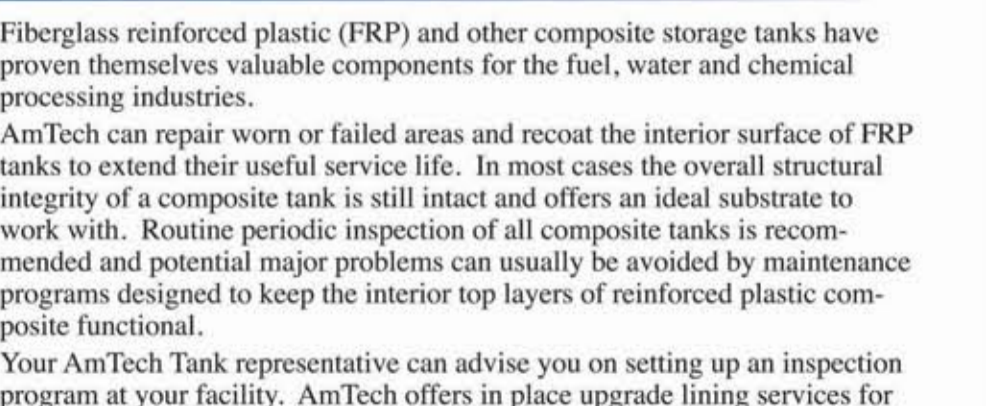 Fiberglass reinforced plastic (FRP) and other composite storage tanks have
proven themselves valuable components for the fuel, water and chemical
processing industries.
AmTech can repair worn or failed areas and recoat the interior surface of FRP
tanks to extend their useful service life.  In most cases the overall structural
integrity of a composite tank is still intact and offers an ideal substrate to
work with.  Routine periodic inspection of all composite tanks is recom-
mended and potential major problems can usually be avoided by maintenance
programs designed to keep the interior top layers of reinforced plastic com-
posite functional.
Your AmTech Tank representative can advise you on setting up an inspection
program at your facility.  AmTech offers in place upgrade lining services for